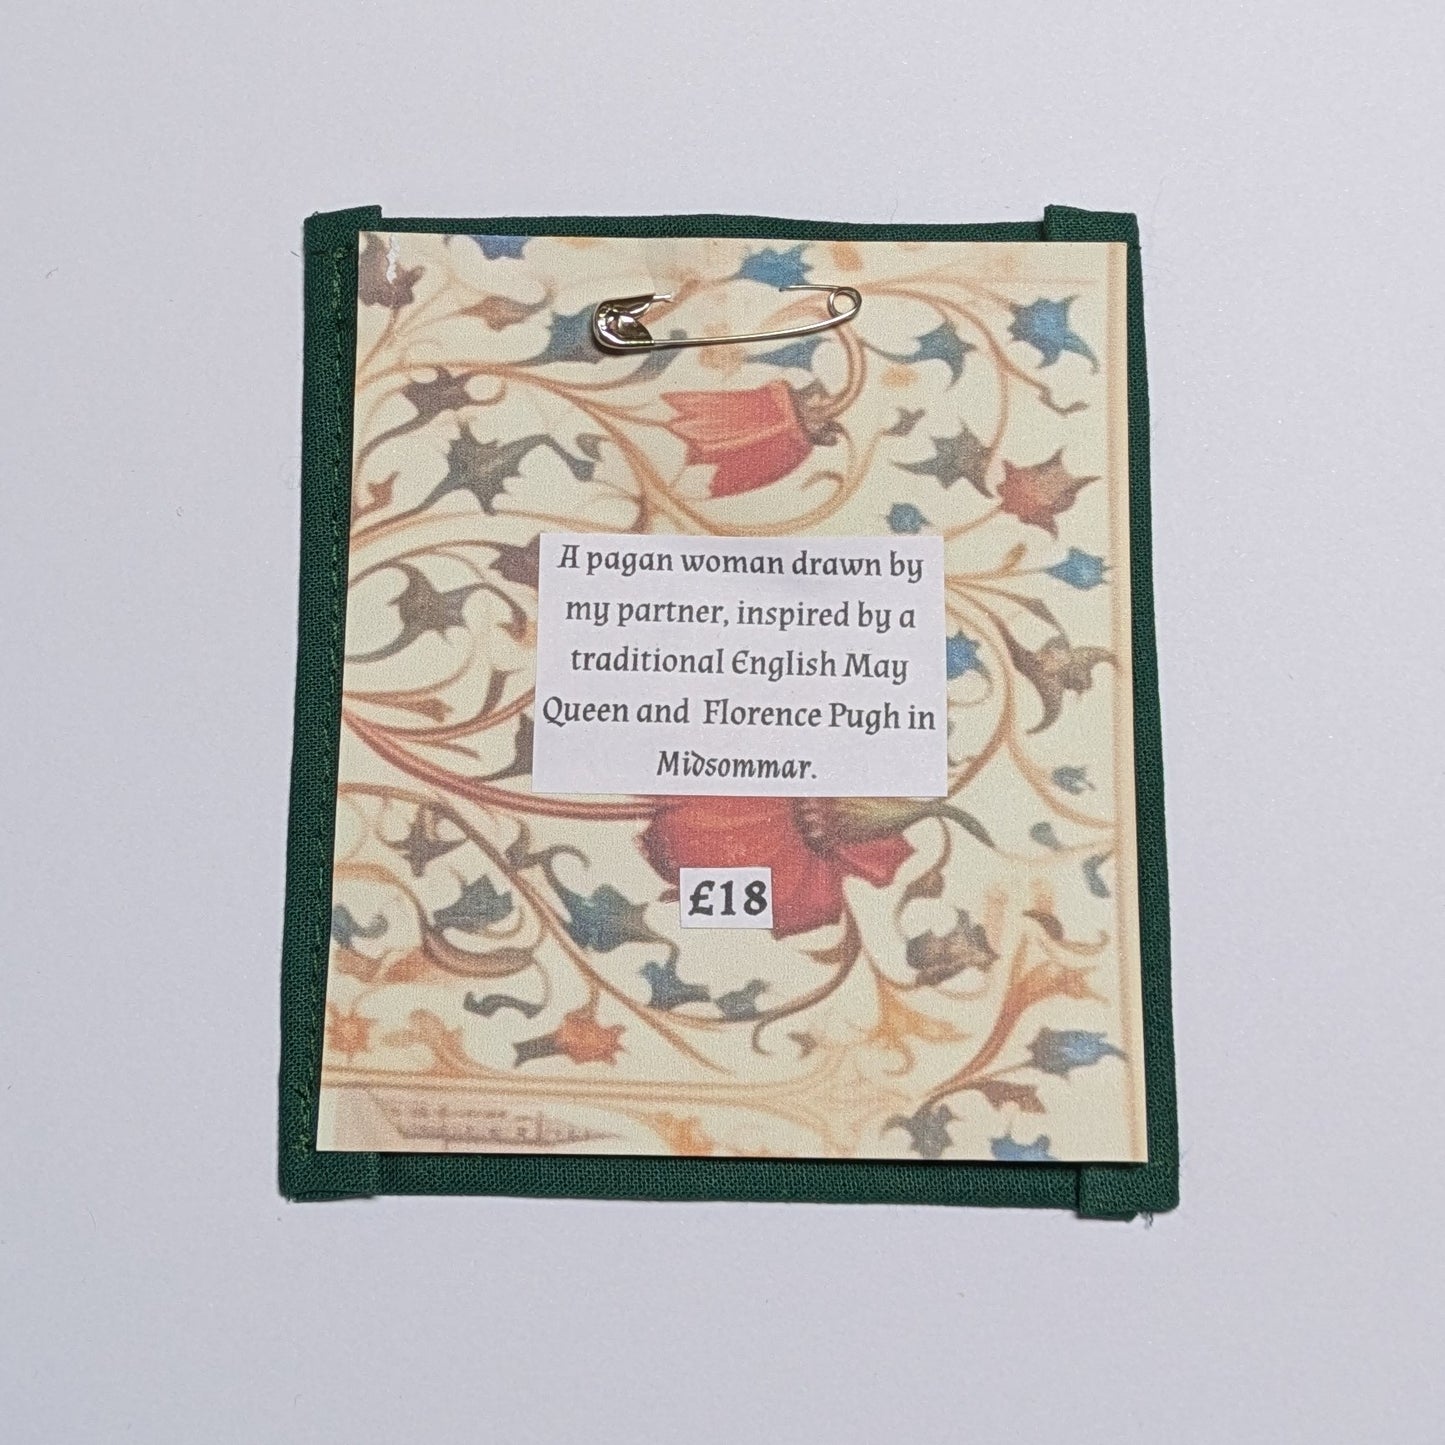 A pagan woman drawn by
my partner, inspired by a
traditional English May
Queen and Florence Pugh in
Midsommar.
£18